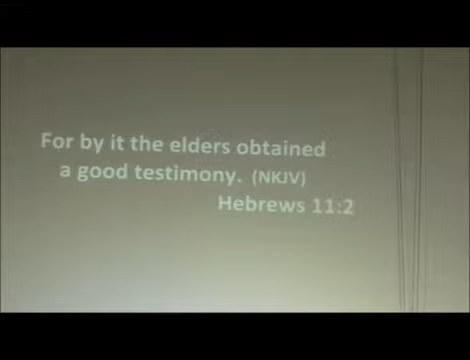 For by it the elders obtained
a good testimony. (NKJV)
Hebrews 11:2